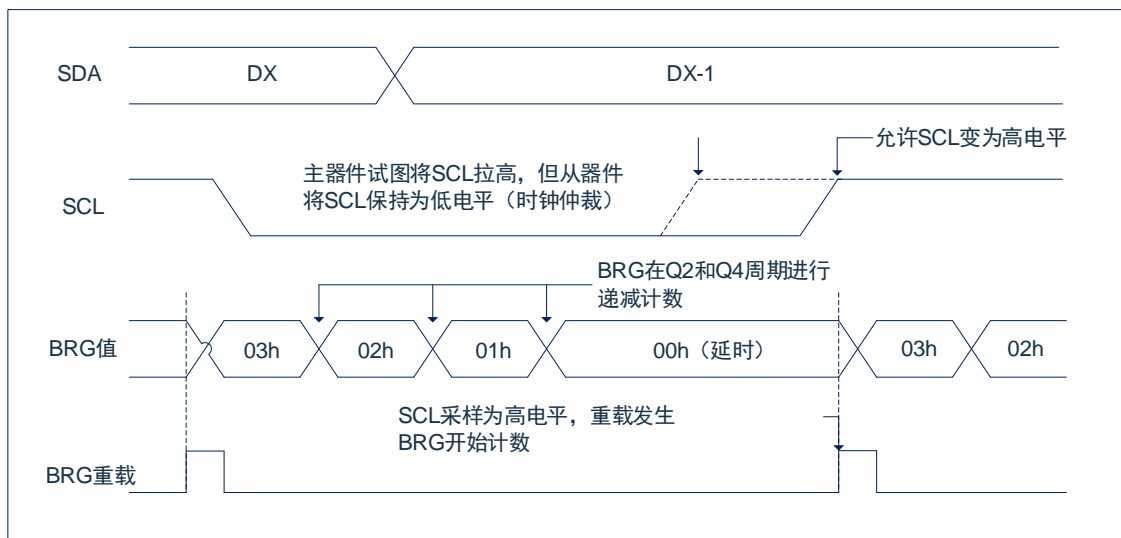 SDA
DX
DX-1
允许SCL变为高电平
主器件试图将SCL拉高，但从器件
将SCL保持为低电平（时钟仲裁）
SCL
BRG在Q2和Q4周期进行
递减计数
BRG值
03h
02h
01h
00h（延时）
03h
02h
SCL采样为高电平，重载发生
BRG开始计数
BRG重载